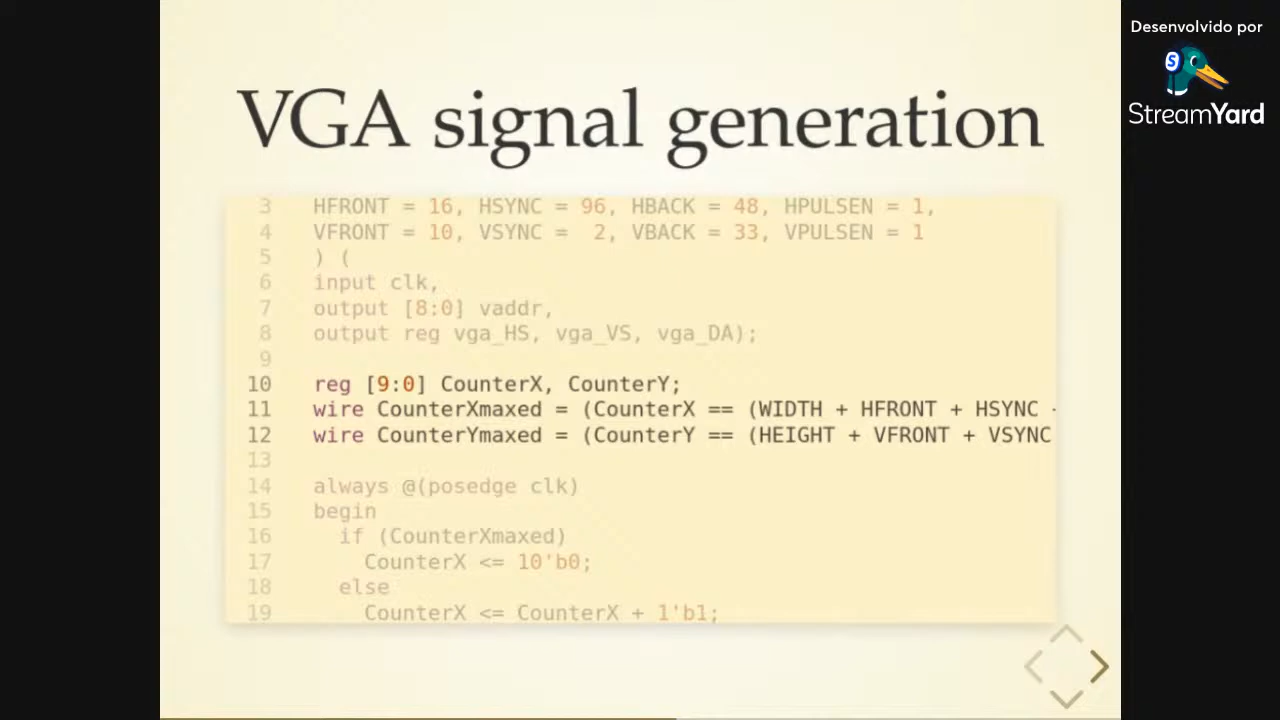 VGA signal generation
3 HFRONT = 16, HSYNC = 96, HBACK = 48, HPULSEN = 1,
4 VFRONT = 10, VSYNC =  2, VBACK = 33, VPULSEN = 1
5 ) (
6 input clk,
7 output [8:0] vaddr,
8 output reg vga_HS, vga_VS, vga_DA);
9
10 reg [9:0] CounterX, CounterY;
11 wire CounterXmaxed = (CounterX == (WIDTH + HFRONT + HSYNC
12 wire CounterYmaxed = (CounterY == (HEIGHT + VFRONT + VSYNC
13
14 always @(posedge clk)
15 begin
16   if (CounterXmaxed)
17     CounterX <= 10'b0;
18   else
19     CounterX <= CounterX + 1'b1;
Desenvolvido por
S
StreamYard